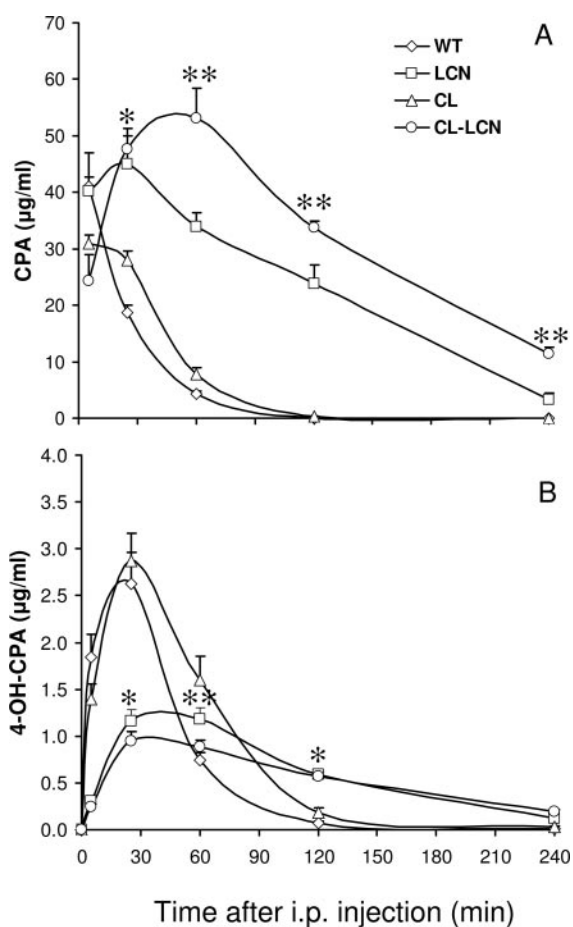 A
WT
LCN
CL
CL-LCN
CPA (µg/ml)
70
60
50
40
30
20
10
0
*
**
**
**
B
4-OH-CPA (µg/ml)
4.0
3.5
3.0
2.5
2.0
1.5
1.0
0.5
0.0
*
**
*
0 30 60 90 120 150 180 210 240
Time after i.p. injection (min)